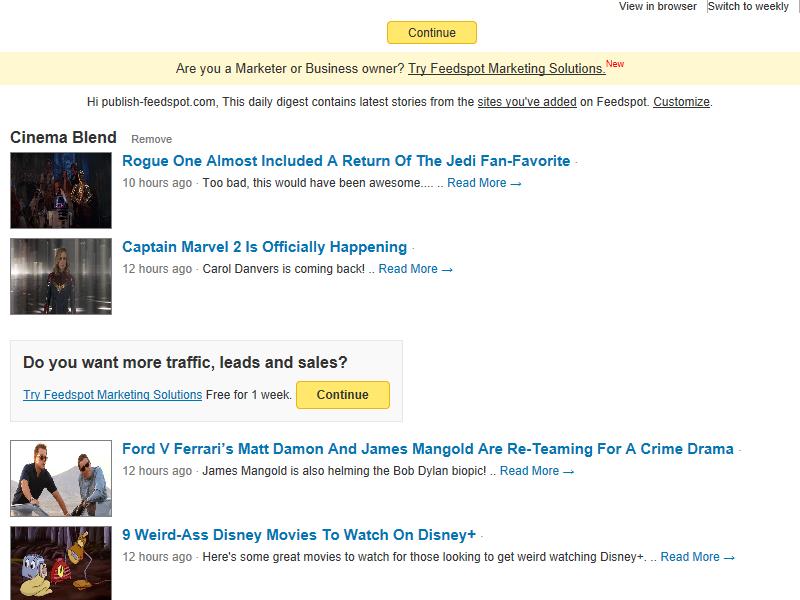 View in browser Switch to weekly
Continue
Are you a Marketer or Business owner? Try Feedspot Marketing Solutions. New
Hi publish-feedspot.com, This daily digest contains latest stories from the sites you've added on Feedspot. Customize.
Cinema Blend Remove
Rogue One Almost Included A Return Of The Jedi Fan-Favorite ·
10 hours ago · Too bad, this would have been awesome.... .. Read More →
Captain Marvel 2 Is Officially Happening ·
12 hours ago · Carol Danvers is coming back! .. Read More →
Do you want more traffic, leads and sales?
Try Feedspot Marketing Solutions Free for 1 week. Continue
Ford V Ferrari’s Matt Damon And James Mangold Are Re-Teaming For A Crime Drama ·
12 hours ago · James Mangold is also helming the Bob Dylan biopic! .. Read More →
9 Weird-Ass Disney Movies To Watch On Disney+ ·
12 hours ago · Here's some great movies to watch for those looking to get weird watching Disney+. .. Read More →